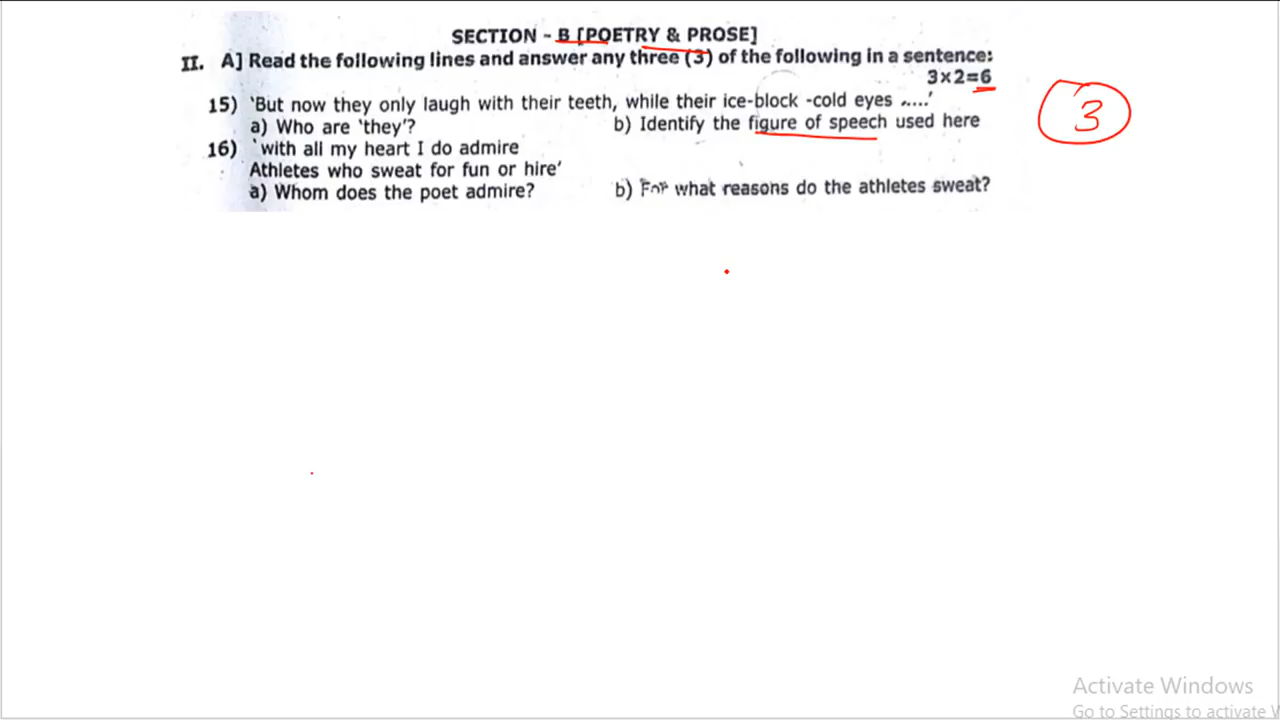 SECTION - B [POETRY & PROSE]
II. A] Read the following lines and answer any three (3) of the following in a sentence:
3×2=6
15) 'But now they only laugh with their teeth, while their ice-block -cold eyes .....'
a) Who are 'they'? b) Identify the figure of speech used here
3
16) 'with all my heart I do admire
Athletes who sweat for fun or hire'
a) Whom does the poet admire? b) For what reasons do the athletes sweat?
Activate Windows
Go to Settings to activate W